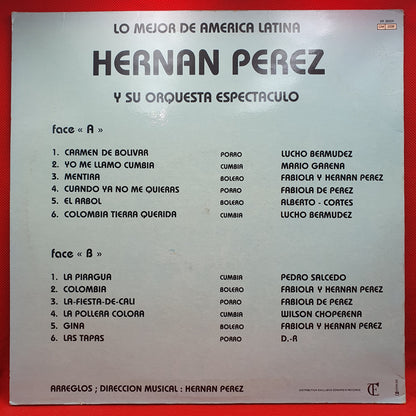 LO MEJOR DE AMERICA LATINA
HERNAN PEREZ
Y SU ORQUESTA ESPECTACULO
face « A »
1. CARMEN DE BOLIVAR PORRO LUCHO BERMUDEZ
2. YO ME LLAMO CUMBIA CUMBIA MARIO GARENA
3. MENTIRA BOLERO FABIOLA Y HERNAN PEREZ
4. CUANDO YA NO ME QUIERAS PORRO FABIOLA DE PEREZ
5. EL ARBOL BOLERO ALBERTO - CORTES
6. COLOMBIA TIERRA QUERIDA CUMBIA LUCHO BERMUDEZ
face « B »
1. LA PIRAGUA CUMBIA PEDRO SALCEDO
2. COLOMBIA BOLERO FABIOLA Y HERNAN PEREZ
3. LA-FIESTA-DE-CALI PORRO FABIOLA DE PEREZ
4. LA POLLERA COLORA CUMBIA WILSON CHOPERENA
5. GINA BOLERO FABIOLA Y HERNAN PEREZ
6. LAS TAPAS PORRO D.-R
ARREGLOS ; DIRECCION MUSICAL : HERNAN PEREZ